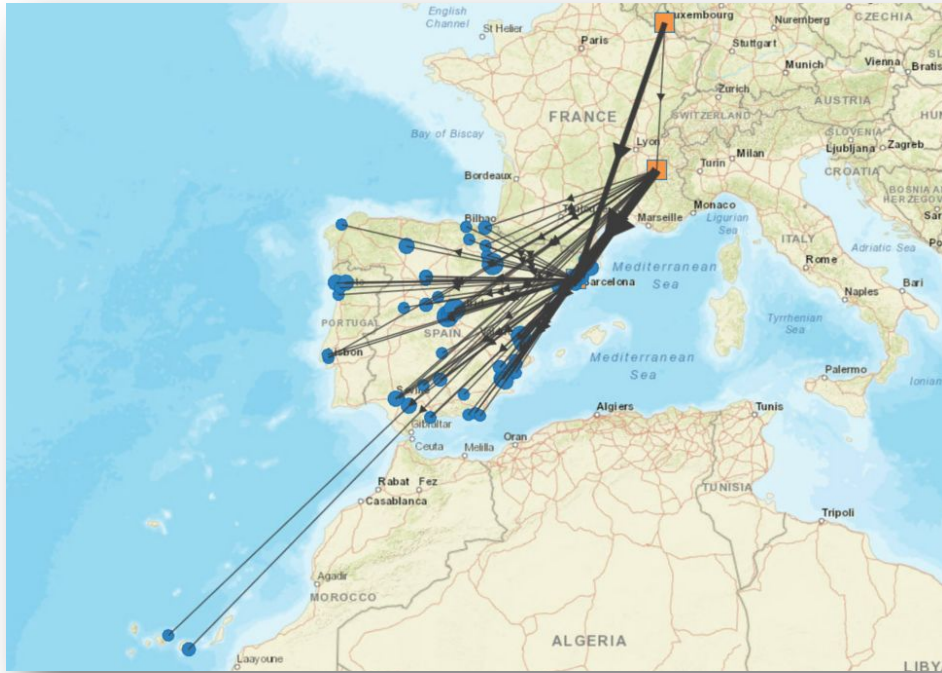 English
Channel
St Helier
Luxembourg
CZECHIA
Paris
Nuremberg
Stuttgart
Munich
Vienna
Zurich
AUSTRIA
FRANCE
SWITZERLAND
SLOVENIA
Ljubljana
Zagreb
Bay of Biscay
Lyon
Milan
Turin
CROATIA
Bordeaux
Monaco
Marseille
Ligurian
Sea
Bilbao
ITALY
Adriatic Sea
Rome
Mediterranean
Sea
Barcelona
Bari
Naples
PORTUGAL
SPAIN
Tyrrhenian
Sea
Mediterranean
Sea
Palermo
Algiers
Tunis
Gibraltar
Ceuta
Melilla
Oran
Rabat
Fez
Casablanca
TUNISIA
Tripoli
Agadir
MOROCCO
ALGERIA
Laayoune